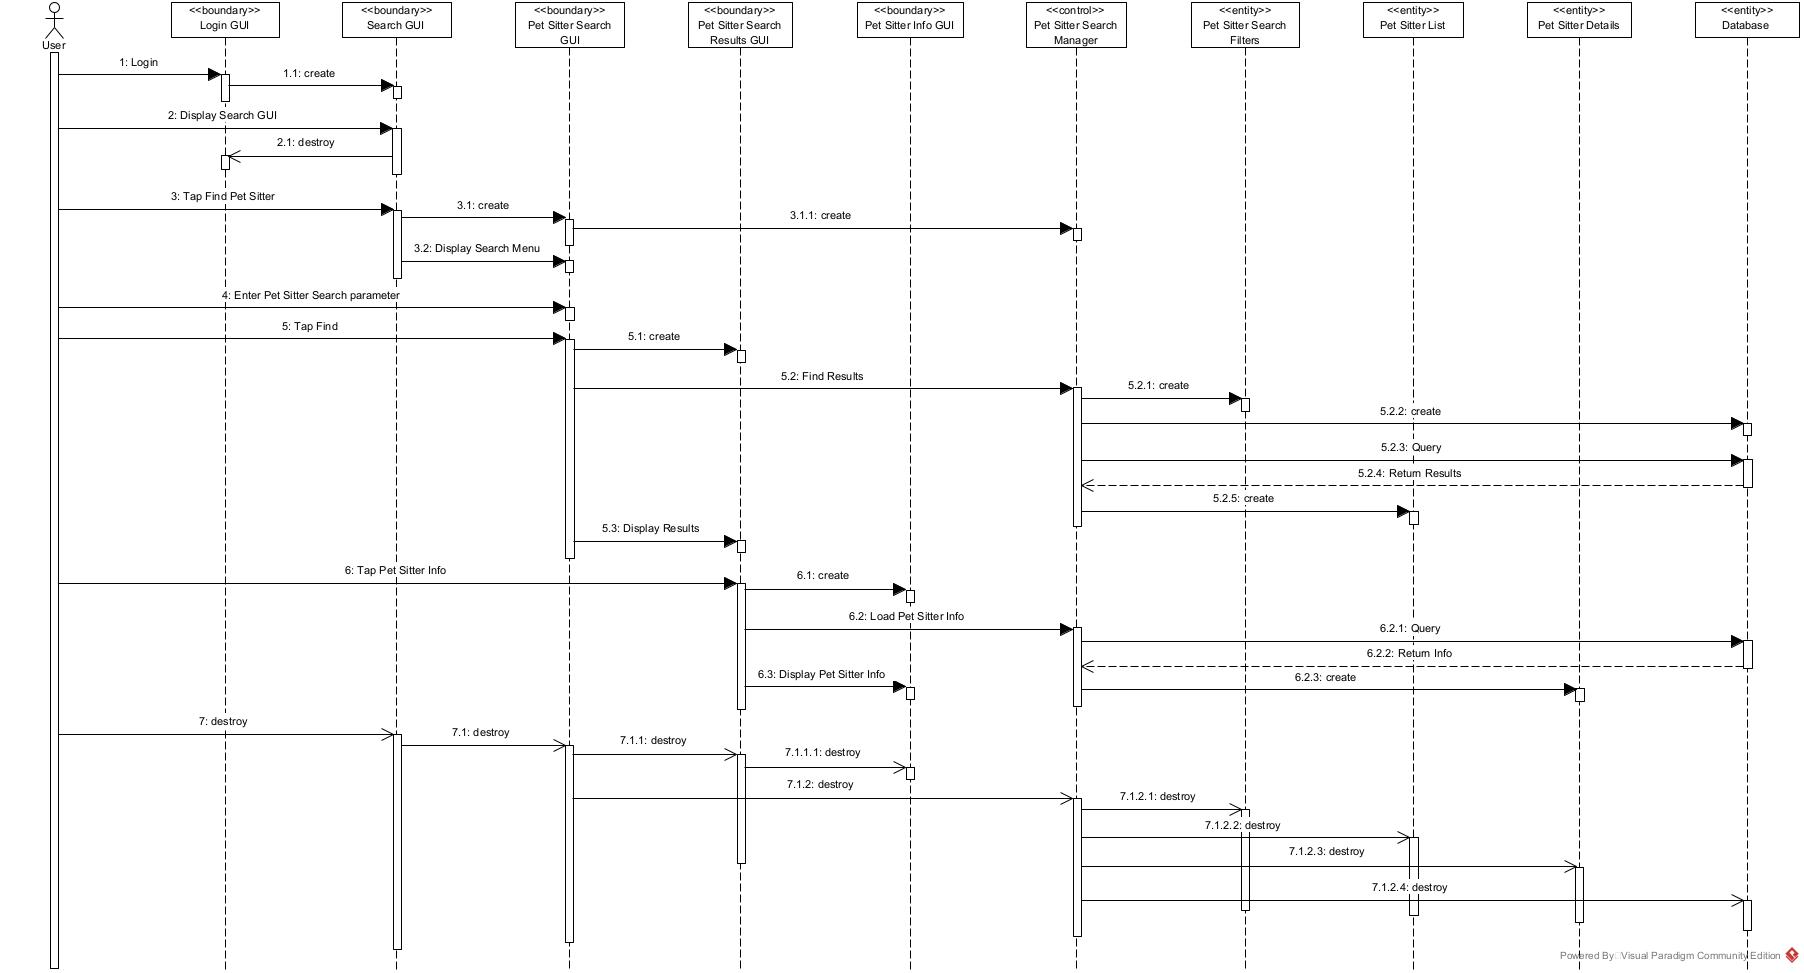 <<boundary>>
Login GUI
<<boundary>>
Search GUI
<<boundary>>
Pet Sitter Search
GUI
<<boundary>>
Pet Sitter Search
Results GUI
<<boundary>>
Pet Sitter Info GUI
<<control>>
Pet Sitter Search
Manager
<<entity>>
Pet Sitter Search
Filters
<<entity>>
Pet Sitter List
<<entity>>
Pet Sitter Details
<<entity>>
Database
User
1: Login
1.1: create
2: Display Search GUI
2.1: destroy
3: Tap Find Pet Sitter
3.1: create
3.1.1: create
3.2: Display Search Menu
4: Enter Pet Sitter Search parameter
5: Tap Find
5.1: create
5.2: Find Results
5.2.1: create
5.2.2: create
5.2.3: Query
5.2.4: Return Results
5.2.5: create
5.3: Display Results
6: Tap Pet Sitter Info
6.1: create
6.2: Load Pet Sitter Info
6.2.1: Query
6.2.2: Return Info
6.3: Display Pet Sitter Info
6.2.3: create
7: destroy
7.1: destroy
7.1.1: destroy
7.1.1.1: destroy
7.1.2: destroy
7.1.2.1: destroy
7.1.2.2: destroy
7.1.2.3: destroy
7.1.2.4: destroy
Powered By Visual Paradigm Community Edition